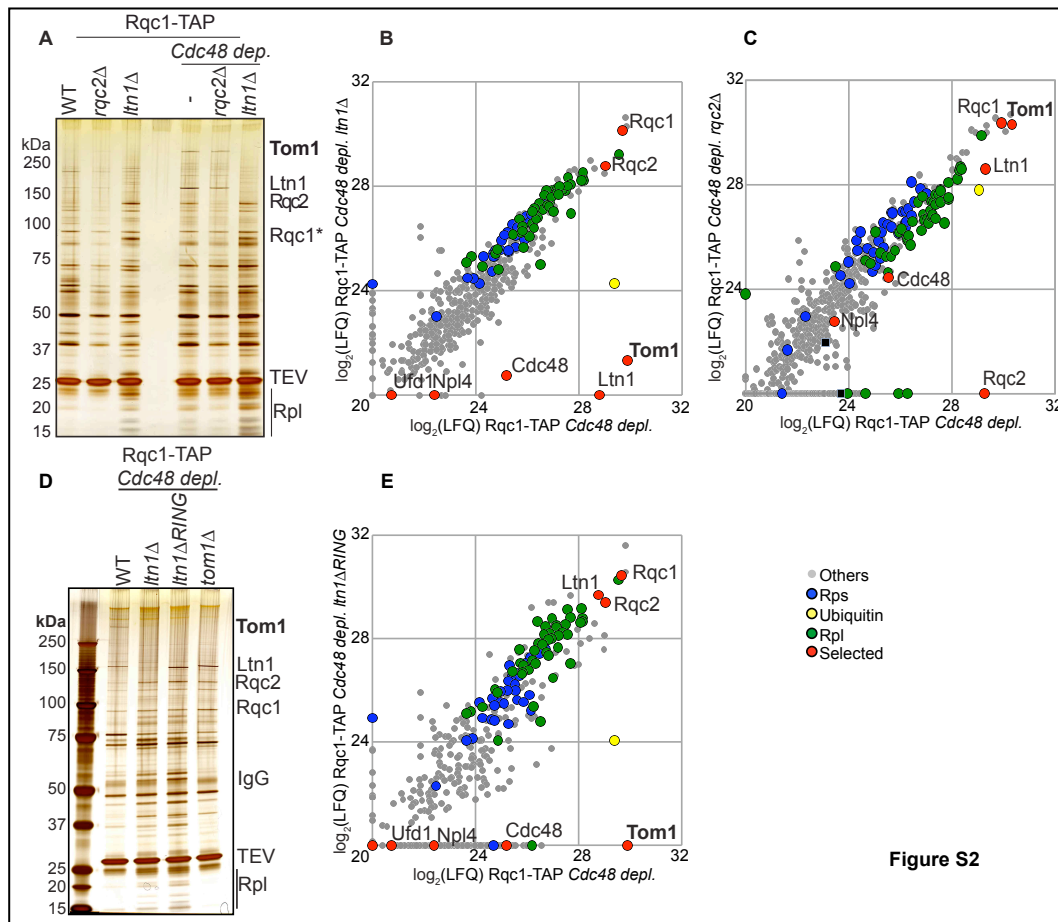 A
Rqc1-TAP
Cdc48 dep.
WT
rqc2Δ
ltn1Δ
-
rqc2Δ
ltn1Δ
kDa
250
150
100
75
50
37
25
20
15
Tom1
Ltn1
Rqc2
Rqc1*
TEV
Rpl
B
log2(LFQ) Rqc1-TAP Cdc48 depl. ltn1Δ
32
28
24
20
24
28
32
Rqc1
Rqc2
Cdc48
Tom1
Ufd1
Npl4
Ltn1
log2(LFQ) Rqc1-TAP Cdc48 depl.
C
log2(LFQ) Rqc1-TAP Cdc48 depl. rqc2Δ
32
28
24
20
20
24
28
32
Rqc1
Tom1
Ltn1
Cdc48
Npl4
Rqc2
log2(LFQ) Rqc1-TAP Cdc48 depl.
D
Rqc1-TAP
Cdc48 depl.
WT
ltn1Δ
ltn1ΔRING
tom1Δ
kDa
250
150
100
75
50
37
25
20
15
Tom1
Ltn1
Rqc2
Rqc1
IgG
TEV
Rpl
E
log2(LFQ) Rqc1-TAP Cdc48 depl. ltn1ΔRING
32
28
24
20
20
24
28
32
Ltn1
Rqc1
Rqc2
Ufd1
Npl4
Cdc48
Tom1
log2(LFQ) Rqc1-TAP Cdc48 depl.
Others
Rps
Ubiquitin
Rpl
Selected
Figure S2